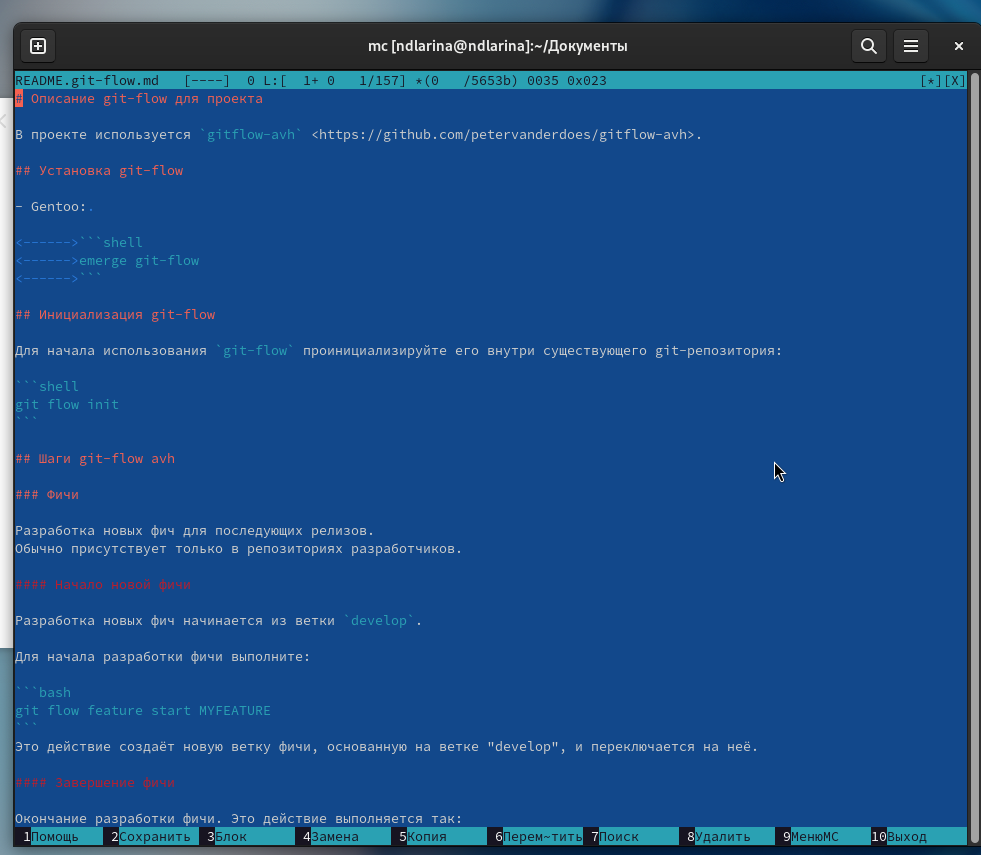 mc [ndlarina@ndlarina]:~/Документы
README.git-flow.md   [----]  0 L:[  1+ 0   1/157] *(0   /5653b) 0035 0x023                                       [*][X]
# Описание git-flow для проекта
В проекте используется `gitflow-avh` <https://github.com/petervanderdoes/gitflow-avh>.
## Установка git-flow
- Gentoo:.
<------>```shell
<------>emerge git-flow
<------>```
## Инициализация git-flow
Для начала использования `git-flow` проинициализируйте его внутри существующего git-репозитория:
```shell
git flow init
```
## Шаги git-flow avh
### Фичи
Разработка новых фич для последующих релизов.
Обычно присутствует только в репозиториях разработчиков.
#### Начало новой фичи
Разработка новых фич начинается из ветки `develop`.
Для начала разработки фичи выполните:
```bash
git flow feature start MYFEATURE
```
Это действие создаёт новую ветку фичи, основанную на ветке "develop", и переключается на неё.
#### Завершение фичи
Окончание разработки фичи. Это действие выполняется так:
1Помощь 2Сохранить 3Блок 4Замена 5Копия 6Перем~тить 7Поиск 8Удалить 9МенюMC 10Выход